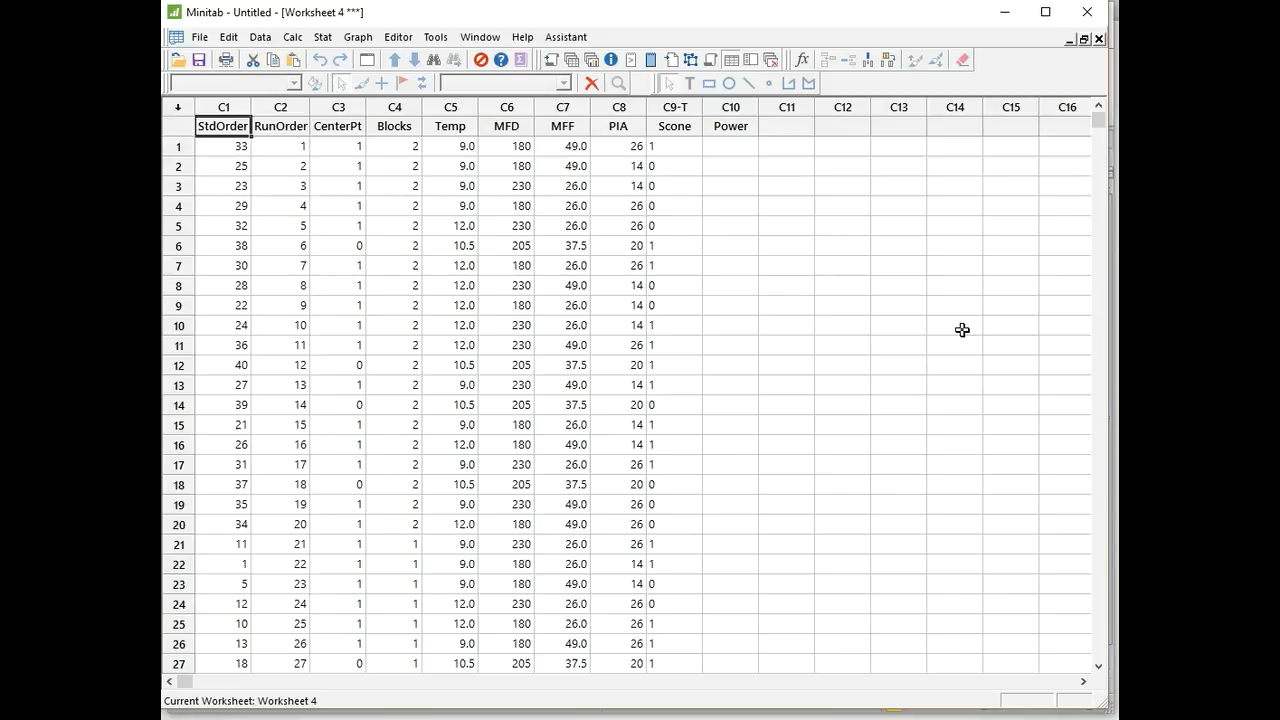 Minitab - Untitled - [Worksheet 4 ***]
File Edit Data Calc Stat Graph Editor Tools Window Help Assistant
C1 C2 C3 C4 C5 C6 C7 C8 C9-T C10 C11 C12 C13 C14 C15 C16
StdOrder RunOrder CenterPt Blocks Temp MFD MFF PIA Scone Power
1 33 1 1 2 9.0 180 49.0 26 1
2 25 2 1 2 9.0 180 49.0 14 0
3 23 3 1 2 9.0 230 26.0 14 0
4 29 4 1 2 9.0 180 26.0 26 0
5 32 5 1 2 12.0 230 26.0 26 0
6 38 6 0 2 10.5 205 37.5 20 1
7 30 7 1 2 12.0 180 26.0 26 1
8 28 8 1 2 12.0 230 49.0 14 0
9 22 9 1 2 12.0 180 26.0 14 0
10 24 10 1 2 12.0 230 26.0 14 1
11 36 11 1 2 12.0 230 49.0 26 1
12 40 12 0 2 10.5 205 37.5 20 1
13 27 13 1 2 9.0 230 49.0 14 1
14 39 14 0 2 10.5 205 37.5 20 0
15 21 15 1 2 9.0 180 26.0 14 1
16 26 16 1 2 12.0 180 49.0 14 1
17 31 17 1 2 9.0 230 26.0 26 1
18 37 18 0 2 10.5 205 37.5 20 0
19 35 19 1 2 9.0 230 49.0 26 0
20 34 20 1 2 12.0 180 49.0 26 0
21 11 21 1 1 9.0 230 26.0 26 1
22 1 22 1 1 9.0 180 26.0 14 1
23 5 23 1 1 9.0 180 49.0 14 0
24 12 24 1 1 12.0 230 26.0 26 0
25 10 25 1 1 12.0 180 26.0 26 1
26 13 26 1 1 9.0 180 49.0 26 1
27 18 27 0 1 10.5 205 37.5 20 1
Current Worksheet: Worksheet 4